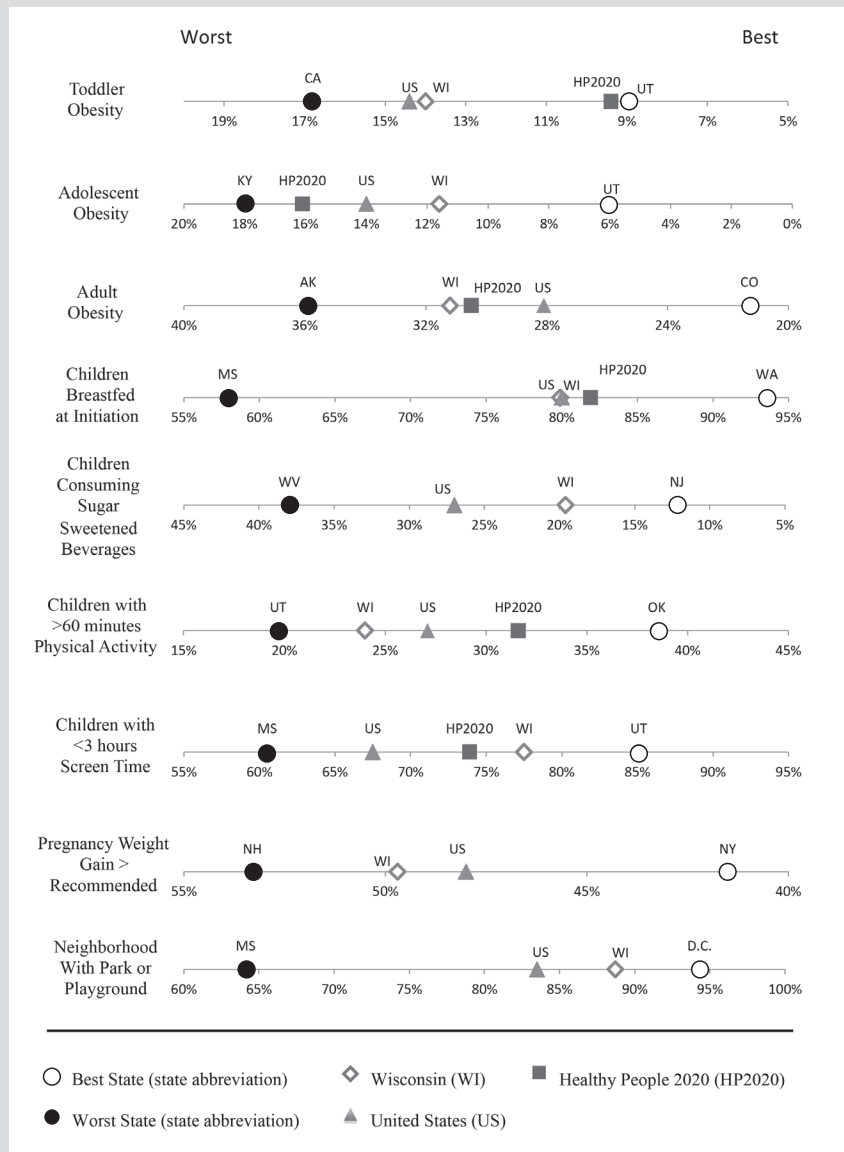 Worst Best
Toddler
Obesity
CA US WI HP2020 UT
19% 17% 15% 13% 11% 9% 7% 5%
Adolescent
Obesity
KY HP2020 US WI UT
20% 18% 16% 14% 12% 10% 8% 6% 4% 2% 0%
Adult
Obesity
AK WI HP2020 US CO
40% 36% 32% 28% 24% 20%
Children
Breastfed
at Initiation
MS US WI HP2020 WA
55% 60% 65% 70% 75% 80% 85% 90% 95%
Children
Consuming
Sugar
Sweetened
Beverages
WV US WI NJ
45% 40% 35% 30% 25% 20% 15% 10% 5%
Children with
>60 minutes
Physical Activity
UT WI US HP2020 OK
15% 20% 25% 30% 35% 40% 45%
Children with
<3 hours
Screen Time
MS US HP2020 WI UT
55% 60% 65% 70% 75% 80% 85% 90% 95%
Pregnancy Weight
Gain >
Recommended
NH WI US NY
55% 50% 45% 40%
Neighborhood
With Park or
Playground
MS US WI D.C.
60% 65% 70% 75% 80% 85% 90% 95% 100%
Best State (state abbreviation) Wisconsin (WI) Healthy People 2020 (HP2020)
Worst State (state abbreviation) United States (US)